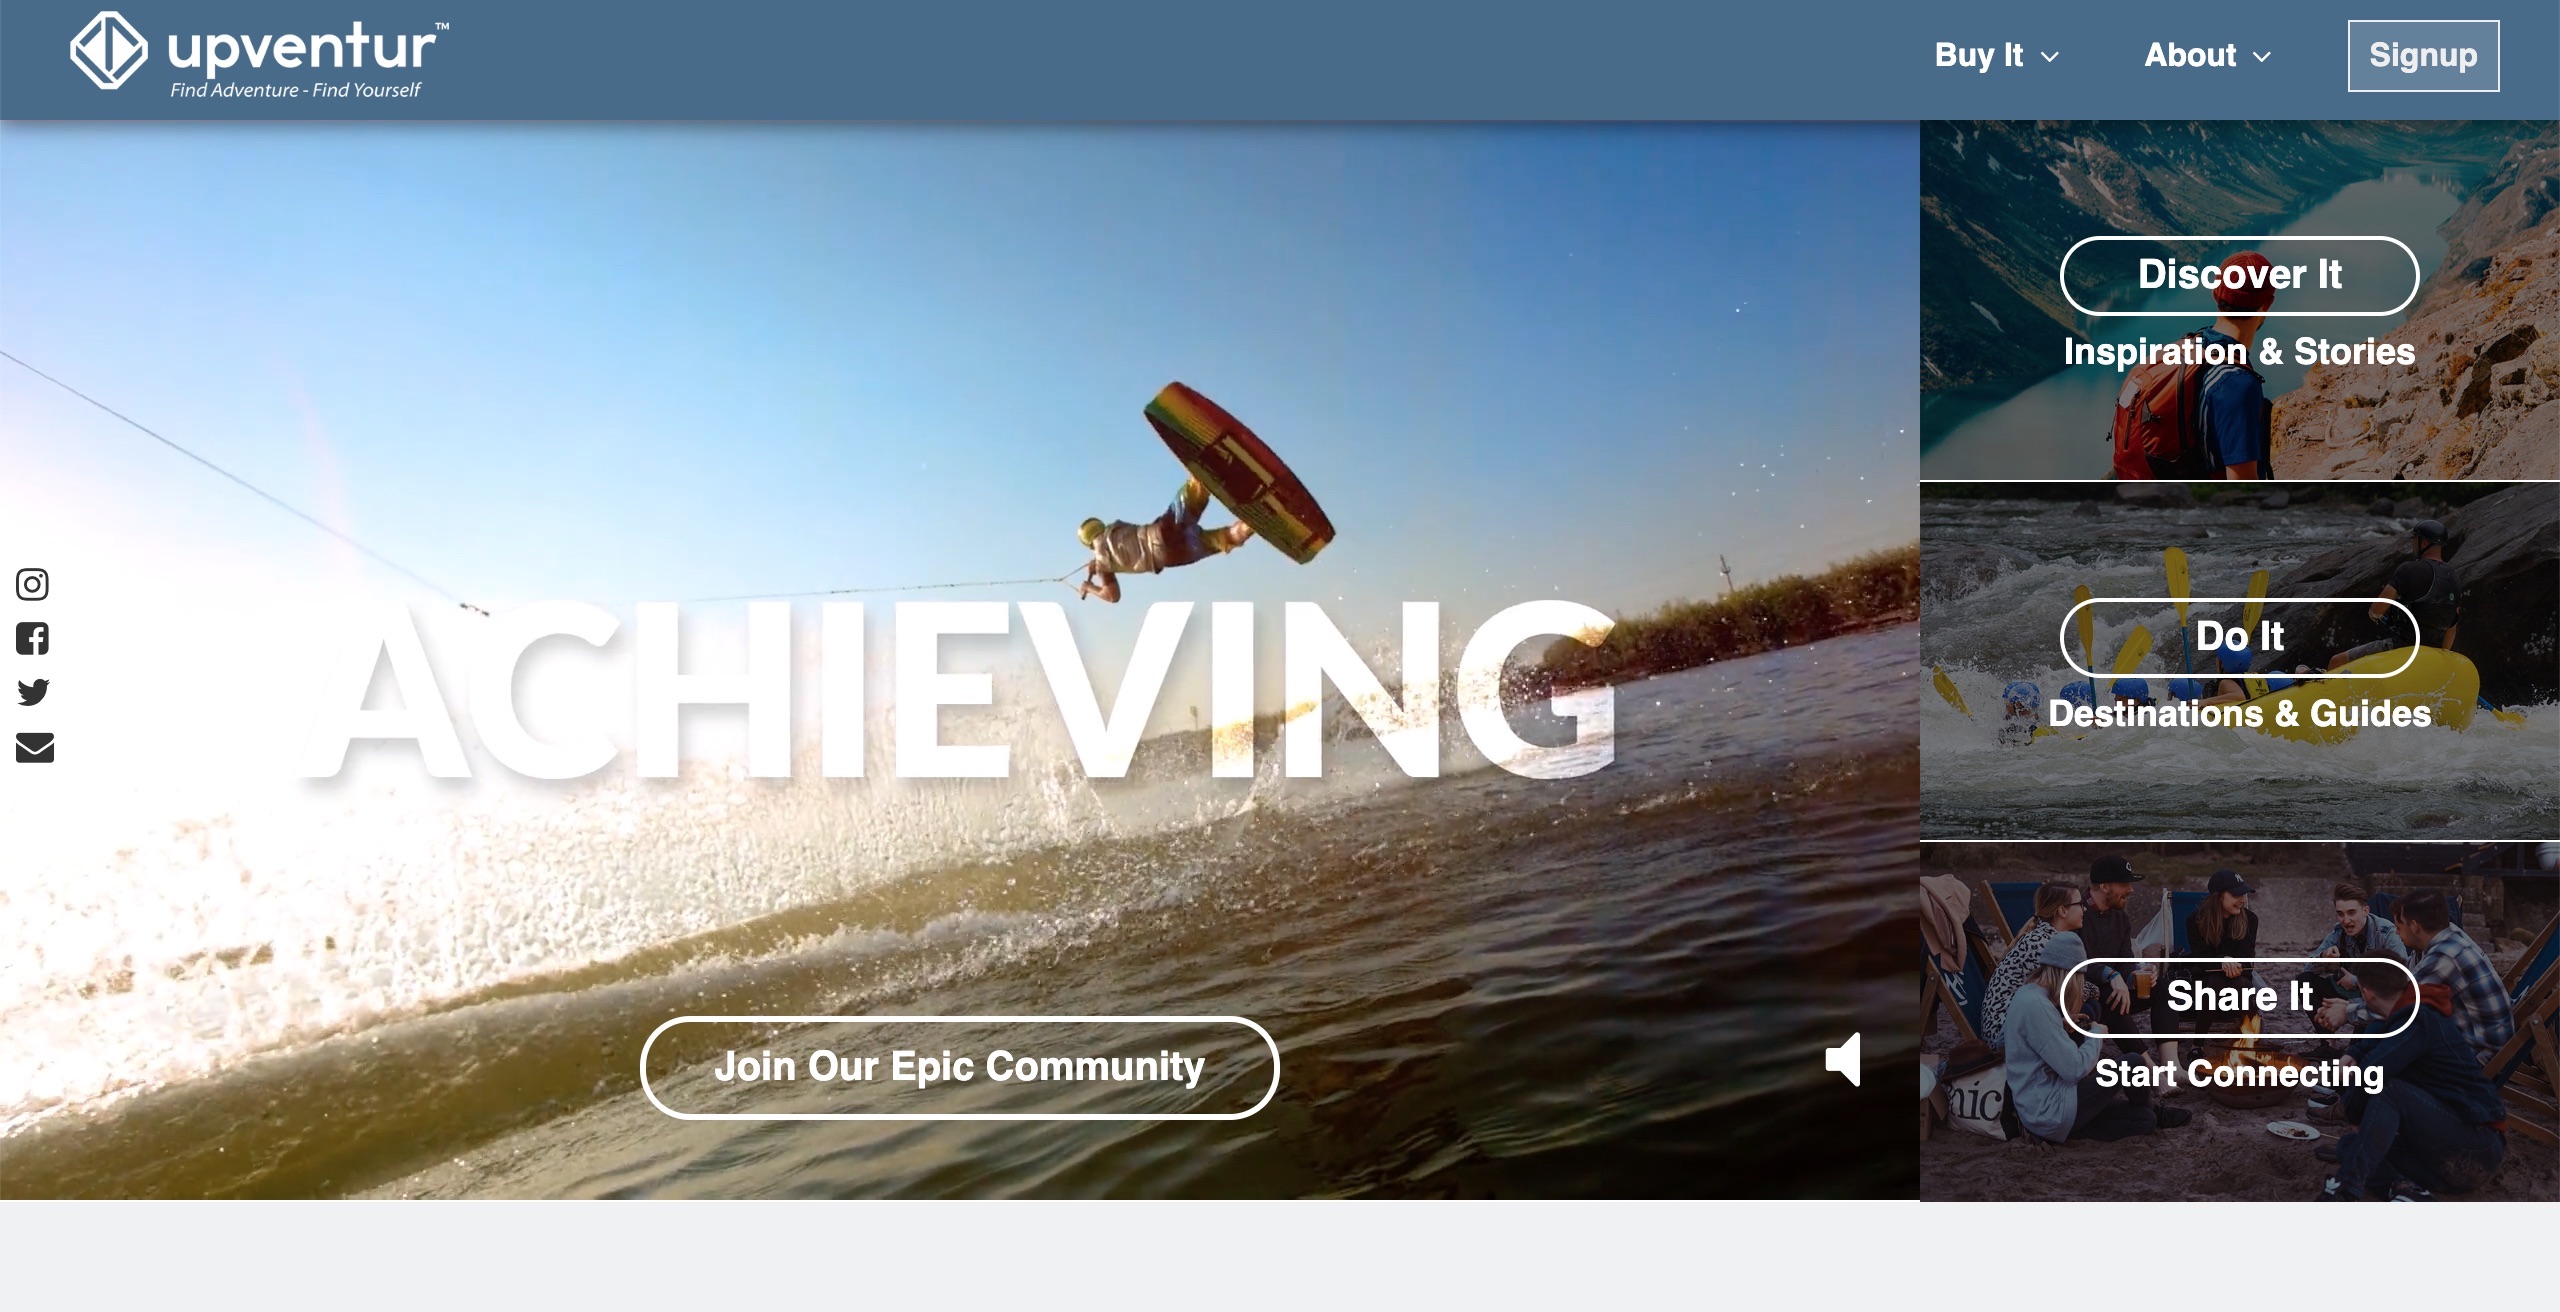 upventur™
Find Adventure - Find Yourself
Buy It
About
Signup
ACHIEVING
Join Our Epic Community
Discover It
Inspiration & Stories
Do It
Destinations & Guides
Share It
Start Connecting
nic